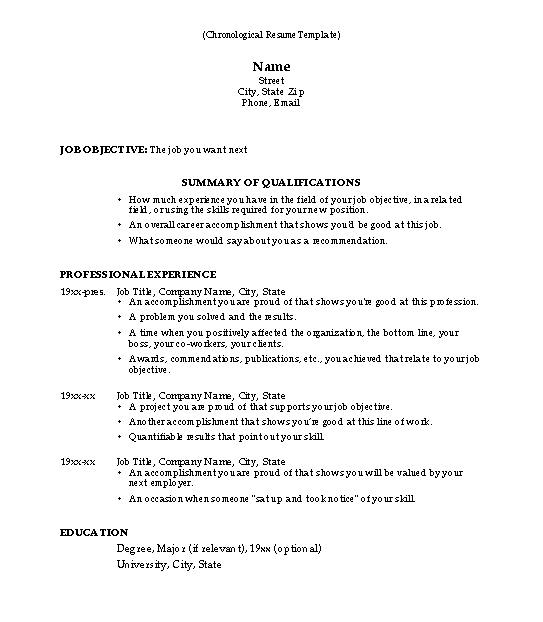 (Chronological Resume Template)
Name
Street
City, State Zip
Phone, Email
JOB OBJECTIVE: The job you want next
SUMMARY OF QUALIFICATIONS
• How much experience you have in the field of your job objective, in a related
field, or using the skills required for your new position.
• An overall career accomplishment that shows you'd be good at this job.
• What someone would say about you as a recommendation.
PROFESSIONAL EXPERIENCE
19xx-pres. Job Title, Company Name, City, State
• An accomplishment you are proud of that shows you're good at this profession.
• A problem you solved and the results.
• A time when you positively affected the organization, the bottom line, your
boss, your co-workers, your clients.
• Awards, commendations, publications, etc., you achieved that relate to your job
objective.
19xx-xx Job Title, Company Name, City, State
• A project you are proud of that supports your job objective.
• Another accomplishment that shows you're good at this line of work.
• Quantifiable results that point out your skill.
19xx-xx Job Title, Company Name, City, State
• An accomplishment you are proud of that shows you will be valued by your
next employer.
• An occasion when someone "sat up and took notice" of your skill.
EDUCATION
Degree, Major (if relevant), 19xx (optional)
University, City, State